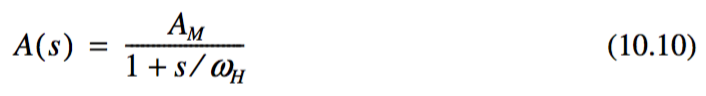 A(s) = A_M / (1 + s/ω_H) (10.10)